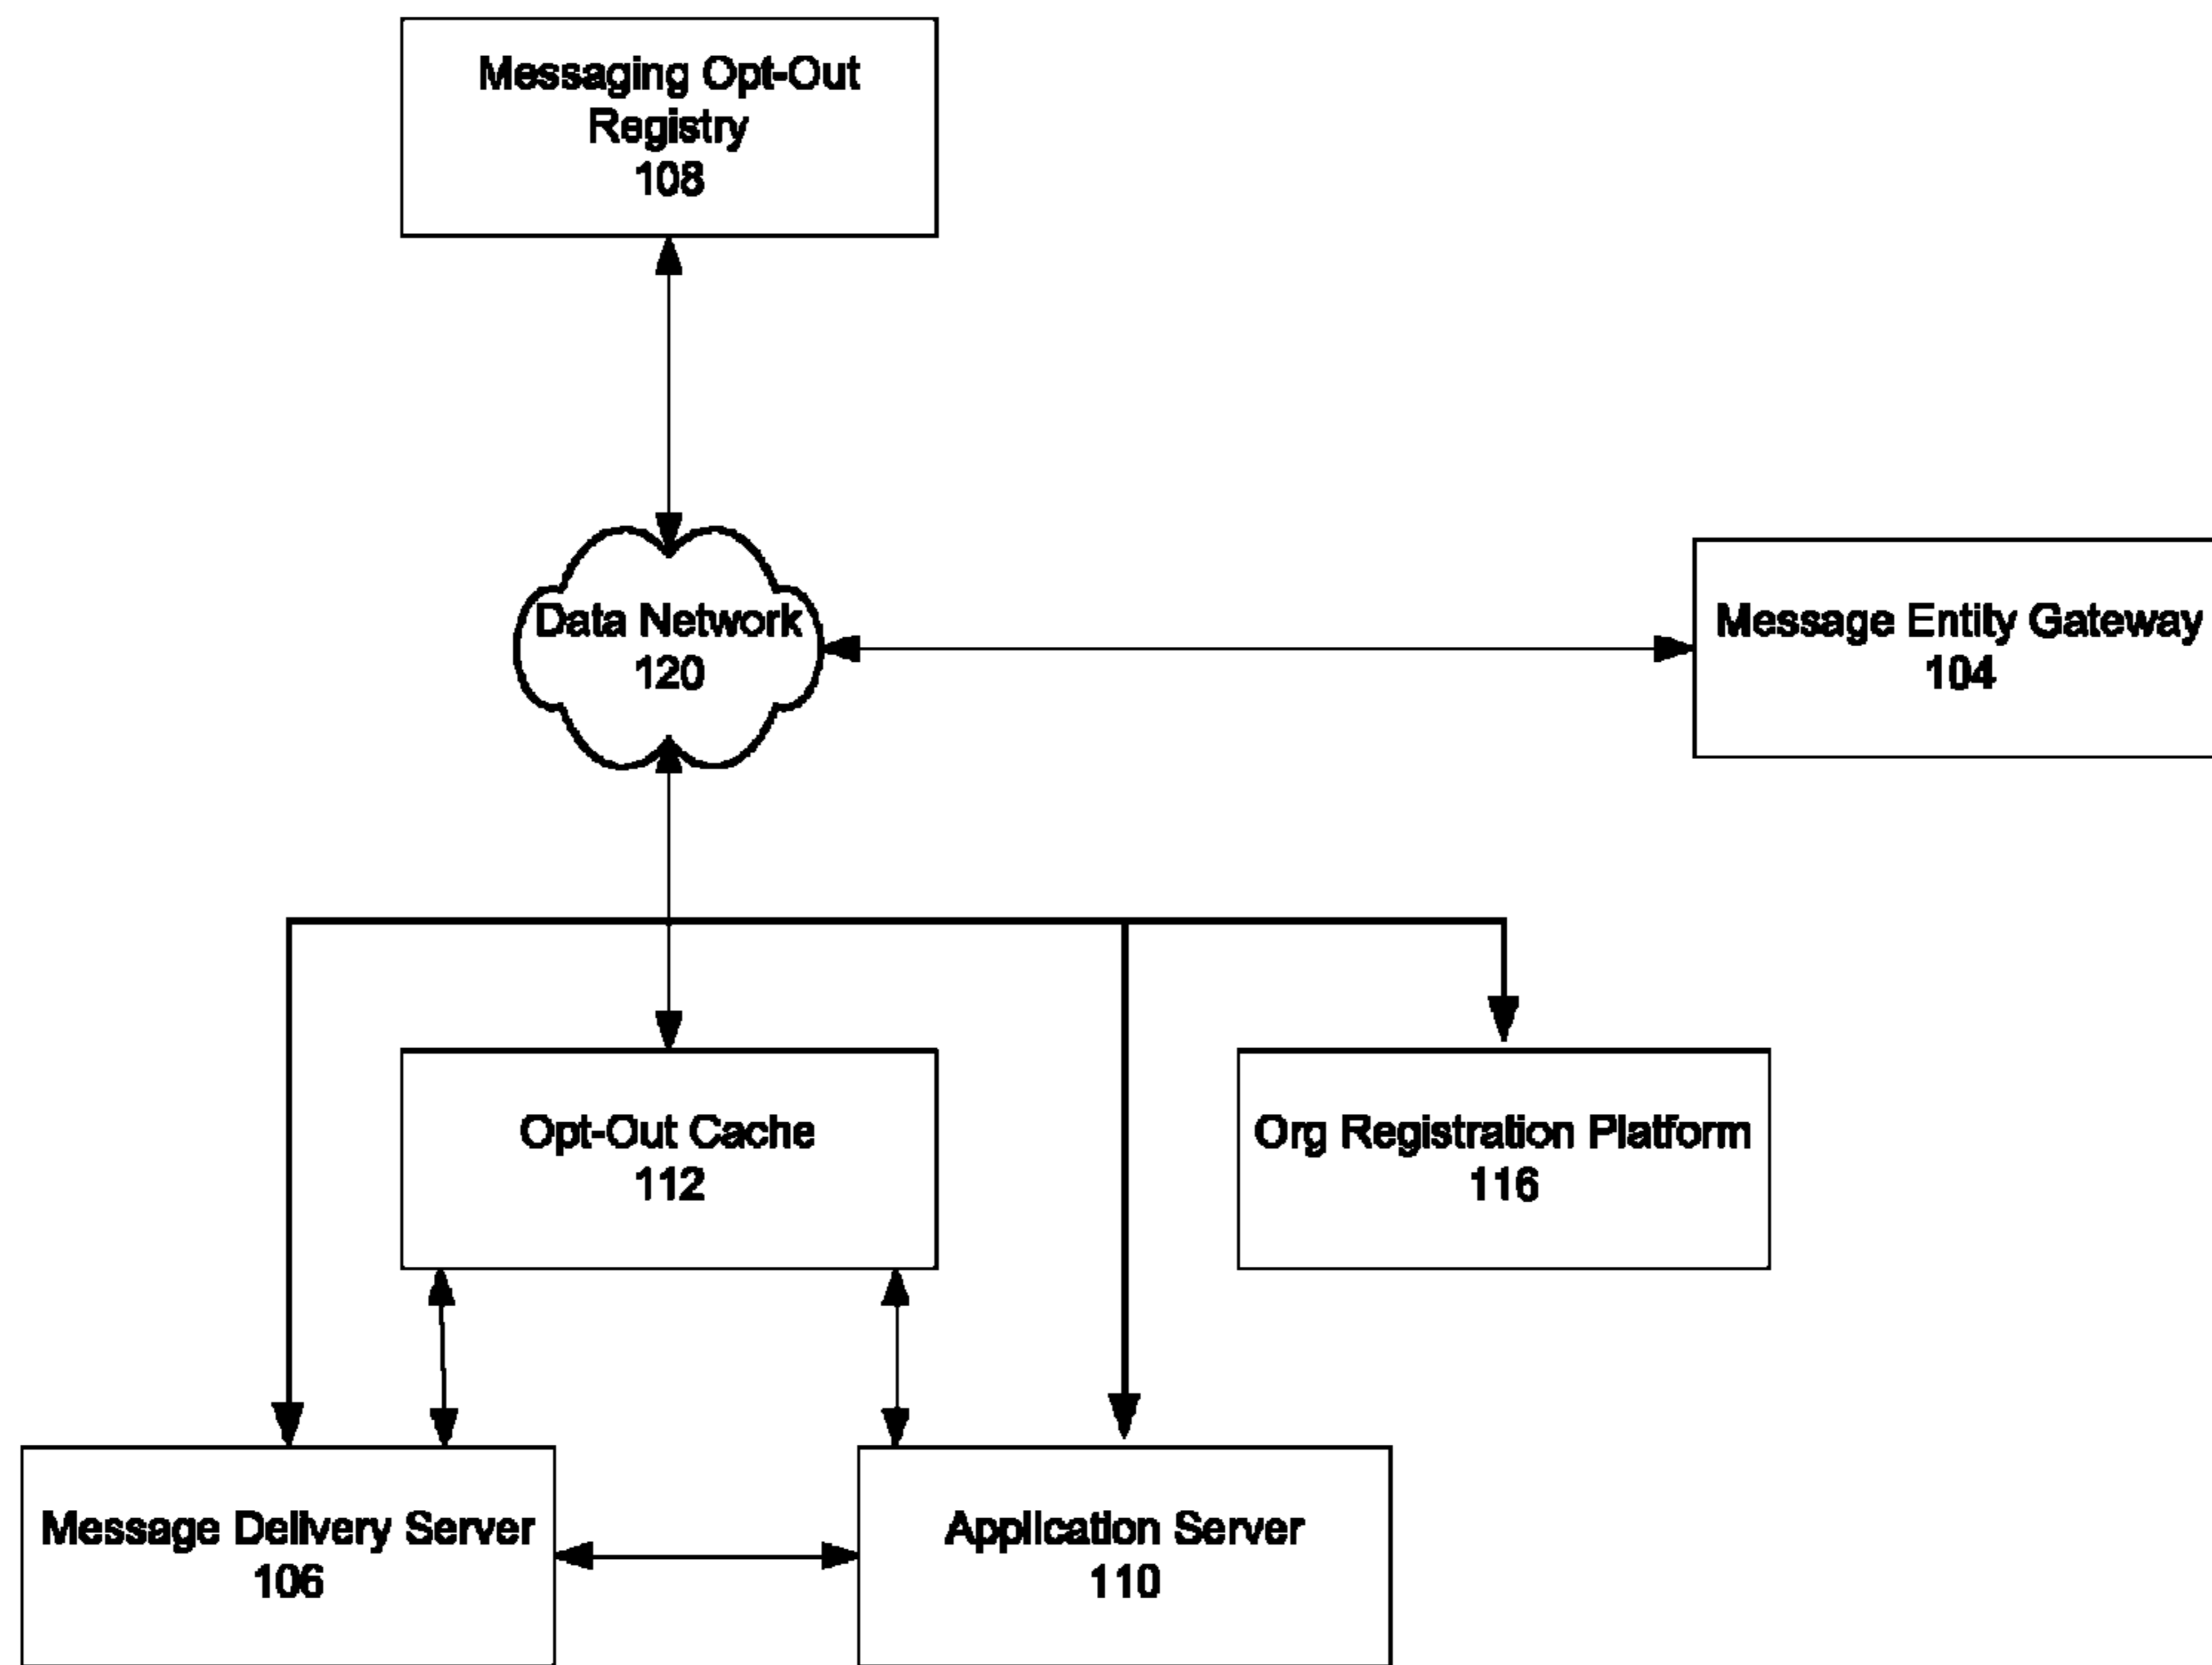 Messaging Opt-Out
Registry
108
Data Network
120
Message Entity Gateway
104
Opt-Out Cache
112
Org Registration Platform
116
Message Delivery Server
106
Application Server
110